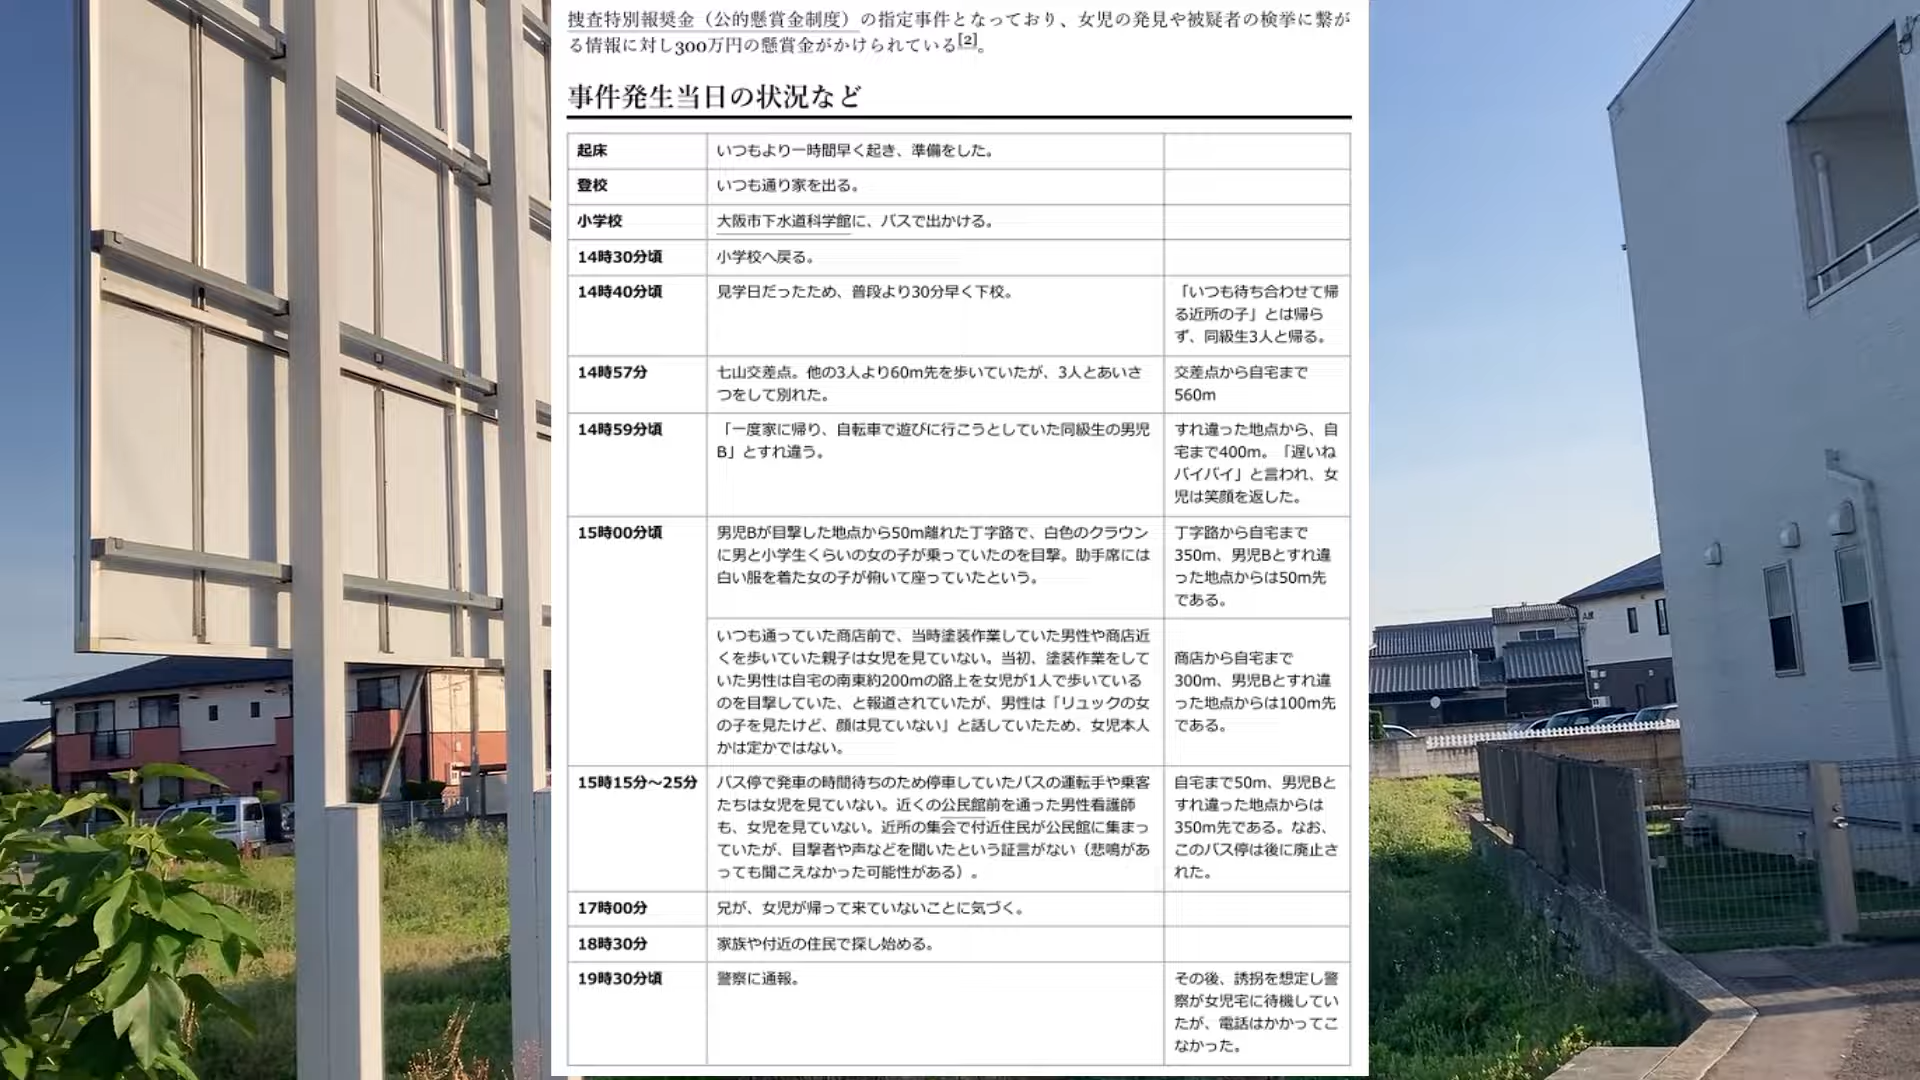 捜査特別報奨金（公的懸賞金制度）の指定事件となっており、女児の発見や被疑者の検挙に繋が
る情報に対し300万円の懸賞金がかけられている[2]。
事件発生当日の状況など
起床
いつもより一時間早く起き、準備をした。
登校
いつも通り家を出る。
小学校
大阪市下水道科学館に、バスで出かける。
14時30分頃
小学校へ戻る。
14時40分頃
見学日だったため、普段より30分早く下校。
「いつも待ち合わせて帰
る近所の子」とは帰ら
ず、同級生3人と帰る。
14時57分
七山交差点。他の3人より60m先を歩いていたが、3人とあいさ
つをして別れた。
交差点から自宅まで
560m
14時59分頃
「一度家に帰り、自転車で遊びに行こうとしていた同級生の男児
B」とすれ違う。
すれ違った地点から、自
宅まで400m。「遅いね
バイバイ」と言われ、女
児は笑顔を返した。
15時00分頃
男児Bが目撃した地点から50m離れた丁字路で、白色のクラウン
に男と小学生くらいの女の子が乗っていたのを目撃。助手席には
白い服を着た女の子が俯いて座っていたという。
丁字路から自宅まで
350m、男児Bとすれ違
った地点からは50m先
である。
いつも通っていた商店前で、当時塗装作業していた男性や商店近
くを歩いていた親子は女児を見ていない。当初、塗装作業をして
いた男性は自宅の南東約200mの路上を女児が1人で歩いている
のを目撃していた、と報道されていたが、男性は「リュックの女
の子を見たけど、顔は見ていない」と話していたため、女児本人
かは定かではない。
商店から自宅まで
300m、男児Bとすれ違
った地点からは100m先
である。
15時15分〜25分
バス停で発車の時間待ちのため停車していたバスの運転手や乗客
たちは女児を見ていない。近くの公民館前を通った男性看護師
も、女児を見ていない。近所の集会で付近住民が公民館に集まっ
ていたが、目撃者や声などを聞いたという証言がない（悲鳴があ
っても聞こえなかった可能性がある）。
自宅まで50m、男児Bと
すれ違った地点からは
350m先である。なお、
このバス停は後に廃止さ
れた。
17時00分
兄が、女児が帰って来ていないことに気づく。
18時30分
家族や付近の住民で探し始める。
19時30分頃
警察に通報。
その後、誘拐を想定し警
察が女児宅に待機してい
たが、電話はかかってこ
なかった。